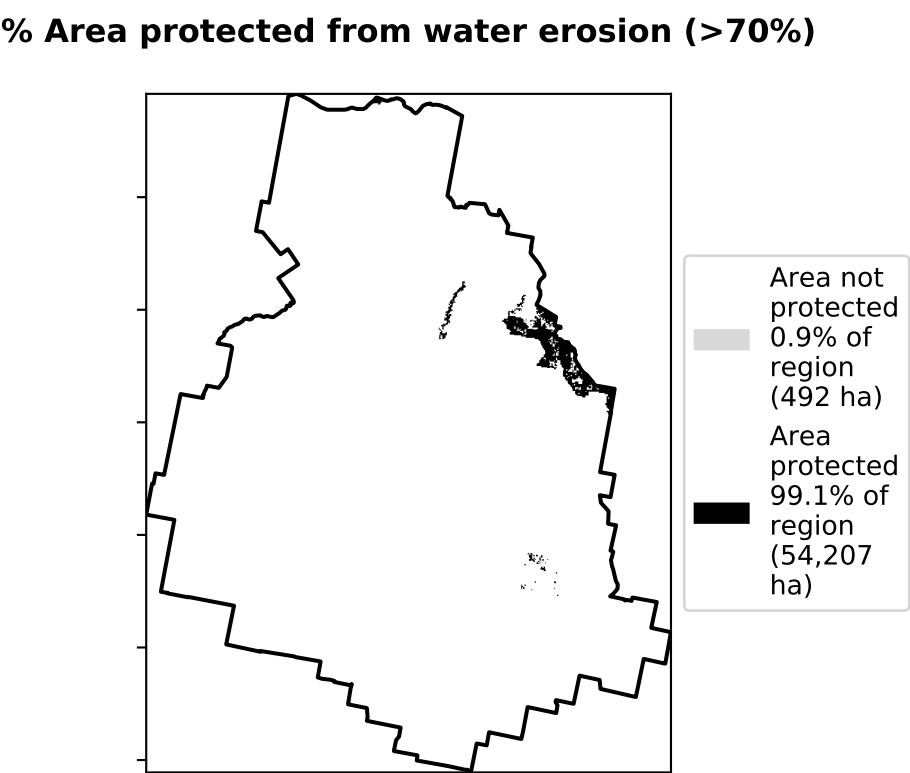 % Area protected from water erosion (>70%)
Area not
protected
0.9% of
region
(492 ha)
Area
protected
99.1% of
region
(54,207
ha)